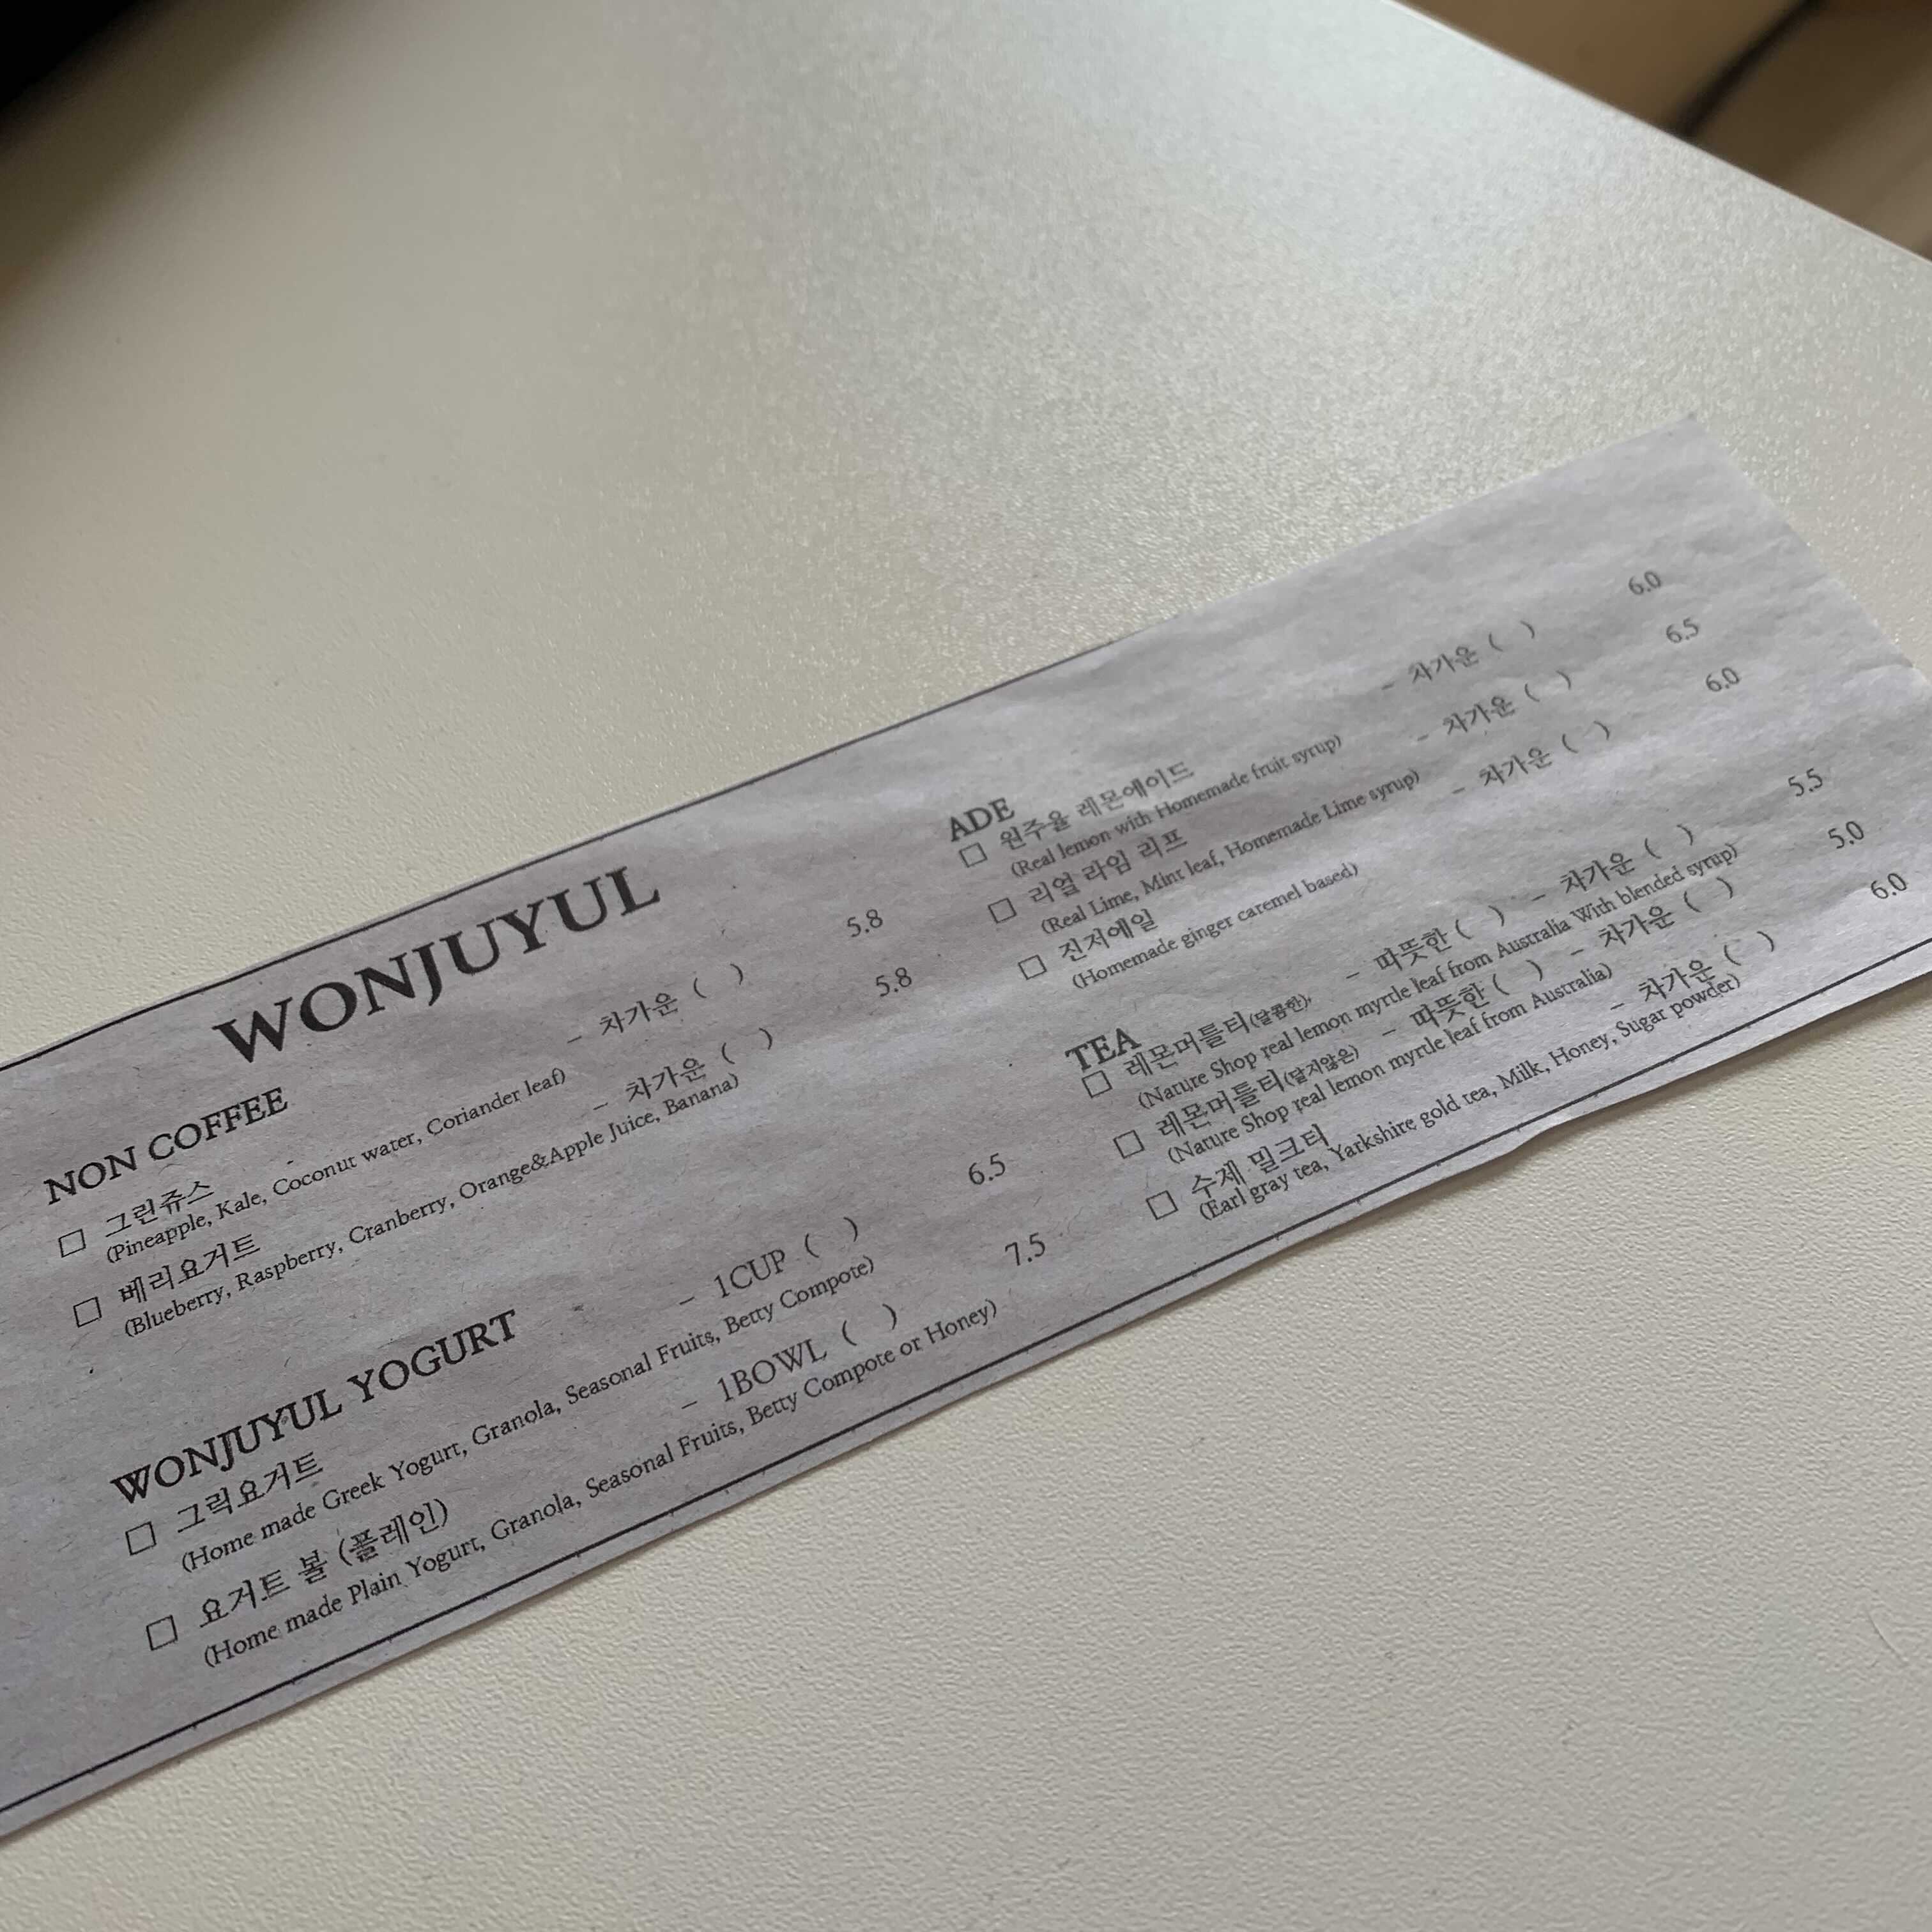 WONJUYUL
NON COFFEE
□ 그린쥬스 - 차가운 ( ) 5.8
(Pineapple, Kale, Coconut water, Coriander leaf)
□ 베리요거트 - 차가운 ( ) 5.8
(Blueberry, Raspberry, Cranberry, Orange&Apple Juice, Banana)
WONJUYUL YOGURT
□ 그릭요거트 - 1CUP ( ) 6.5
(Home made Greek Yogurt, Granola, Seasonal Fruits, Betty Compote)
□ 요거트 볼 (플레인) - 1BOWL ( ) 7.5
(Home made Plain Yogurt, Granola, Seasonal Fruits, Betty Compote or Honey)
ADE
□ 원주율 레몬에이드 - 차가운 ( ) 6.0
(Real lemon with Homemade fruit syrup)
□ 리얼 라임 리프 - 차가운 ( ) 6.5
(Real Lime, Mint leaf, Homemade Lime syrup)
□ 진저에일 - 차가운 ( ) 6.0
(Homemade ginger caremel based)
TEA
□ 레몬머틀티(달콤한), - 따뜻한 ( ) - 차가운 ( ) 5.5
(Nature Shop real lemon myrtle leaf from Australia With blended syrup)
□ 레몬머틀티(달지않은) - 따뜻한 ( ) - 차가운 ( ) 5.0
(Nature Shop real lemon myrtle leaf from Australia)
□ 수제 밀크티 - 차가운 ( ) 6.0
(Earl gray tea, Yarkshire gold tea, Milk, Honey, Sugar powder)